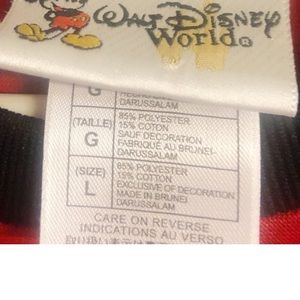 Walt Disney
World®
G
DARUSSALAM
(TAILLE)
G
85% POLYESTER
15% COTON
SAUF DECORATION
FABRIQUÉ AU BRUNEI-
DARUSSALAM
(SIZE)
L
85% POLYESTER
15% COTTON
EXCLUSIVE OF DECORATION
MADE IN BRUNEI
DARUSSALAM
CARE ON REVERSE
INDICATIONS AU VERSO